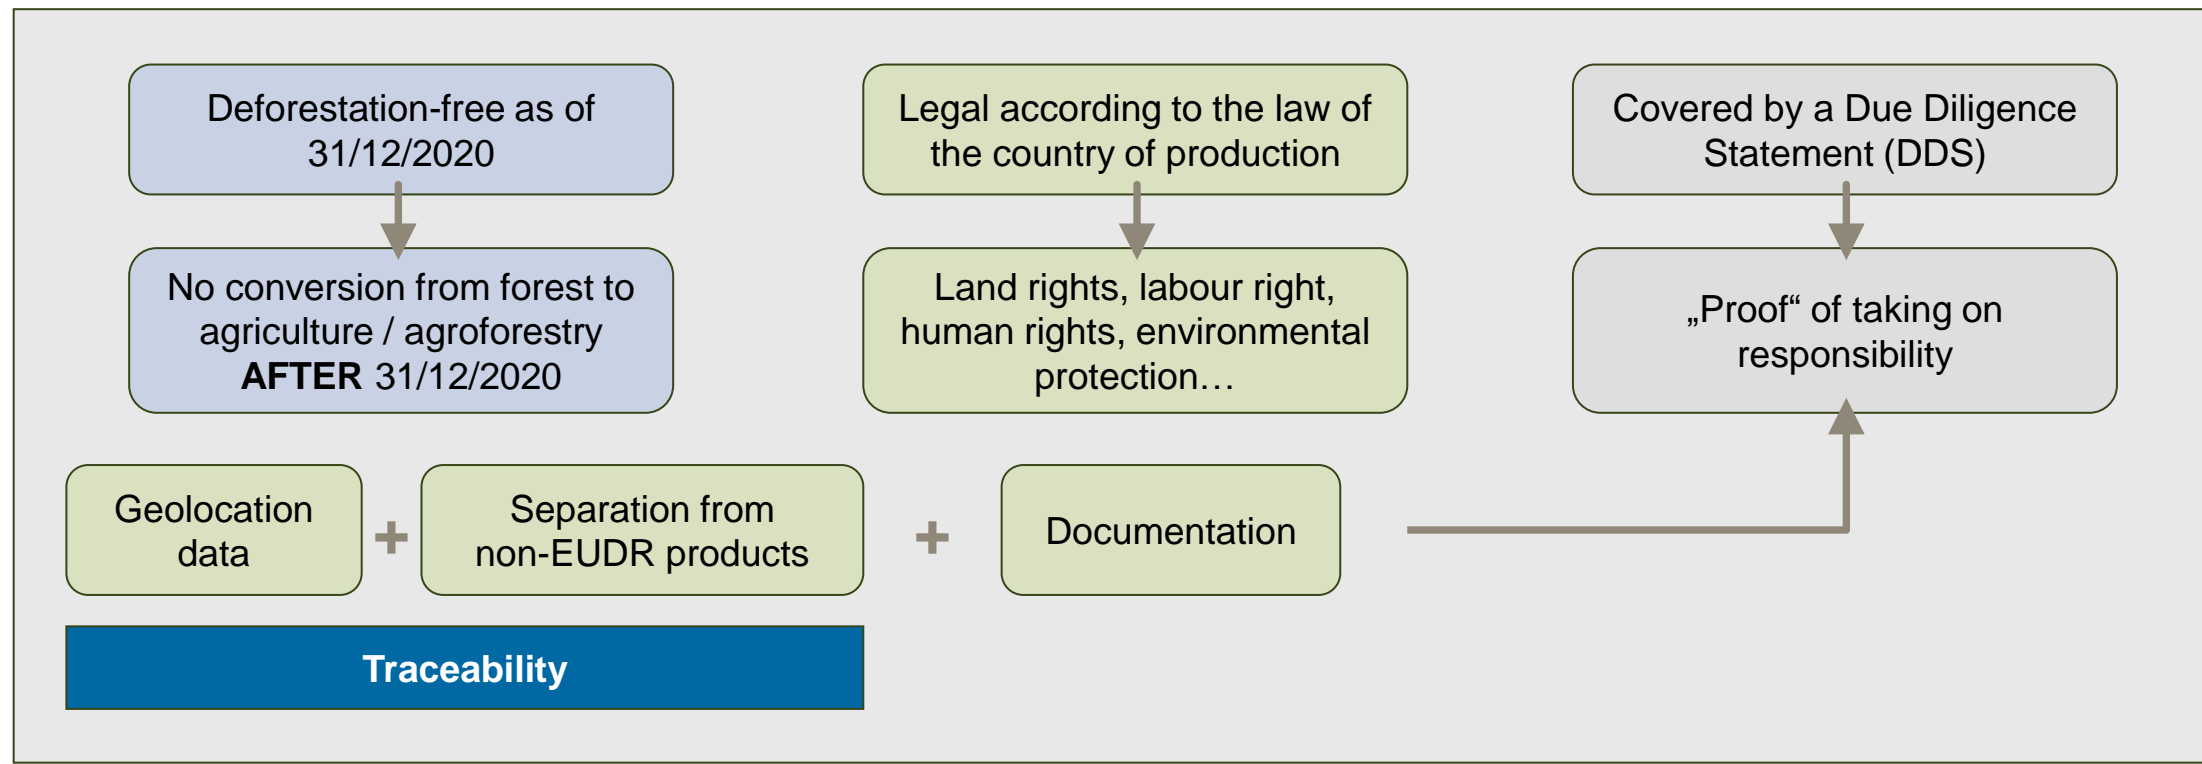 Deforestation-free as of
31/12/2020
Legal according to the law of
the country of production
Covered by a Due Diligence
Statement (DDS)
No conversion from forest to
agriculture / agroforestry
AFTER 31/12/2020
Land rights, labour right,
human rights, environmental
protection…
„Proof“ of taking on
responsibility
Geolocation
data
+
Separation from
non-EUDR products
+
Documentation
Traceability